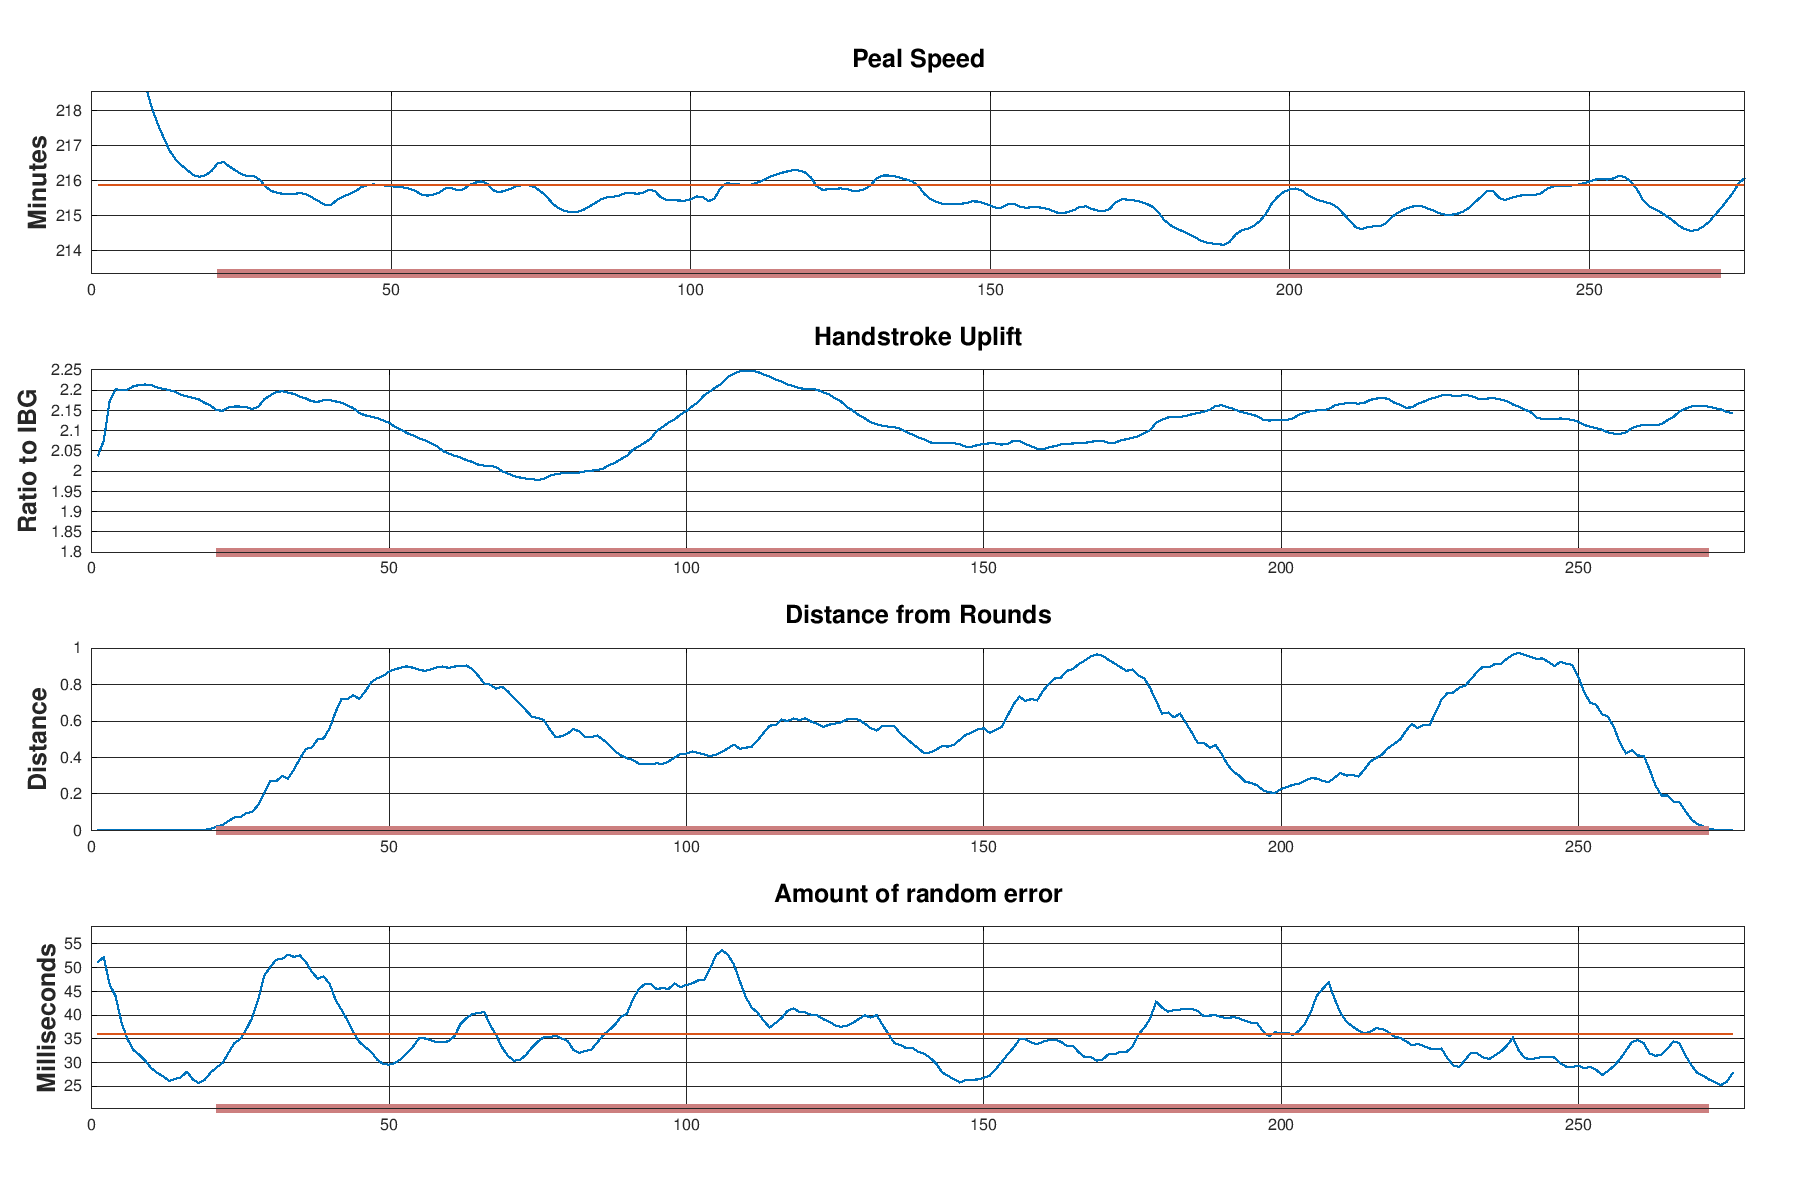 Peal Speed
Minutes
218
217
216
215
214
0 50 100 150 200 250
Handstroke Uplift
Ratio to IBG
2.25
2.2
2.15
2.1
2.05
2
1.95
1.9
1.85
1.8
0 50 100 150 200 250
Distance from Rounds
Distance
1
0.8
0.6
0.4
0.2
0
0 50 100 150 200 250
Amount of random error
Milliseconds
55
50
45
40
35
30
25
0 50 100 150 200 250